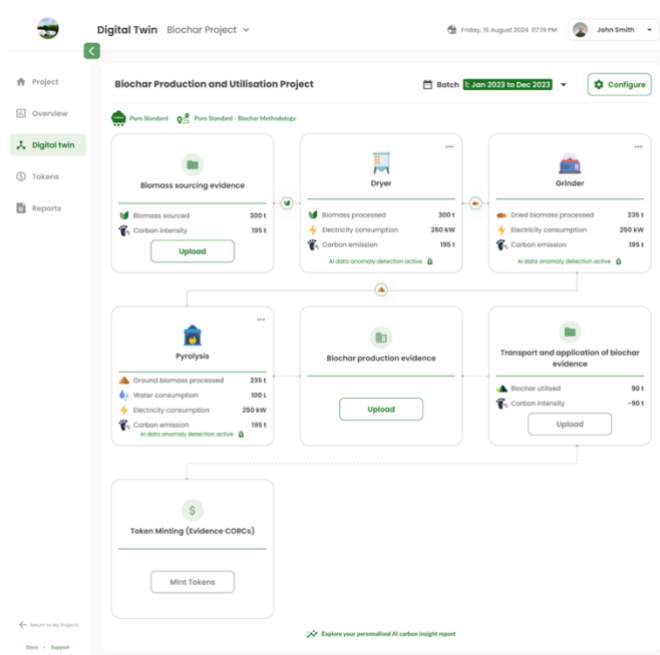 Digital Twin Biochar Project
Friday, 16 August 2024 07:19 PM
John Smith
Project
Overview
Digital twin
Tokens
Reports
Biochar Production and Utilisation Project
Batch 1: Jan 2023 to Dec 2023
Configure
Puro Standard
Puro Standard - Biochar Methodology
Biomass sourcing evidence
Biomass sourced 300 t
Carbon intensity 195 t
Upload
Dryer
Biomass processed 300 t
Electricity consumption 250 kW
Carbon emission 195 t
AI data anomaly detection active
Grinder
Dried biomass processed 235 t
Electricity consumption 250 kW
Carbon emission 195 t
AI data anomaly detection active
Pyrolysis
Ground biomass processed 235 t
Water consumption 100 L
Electricity consumption 250 kW
Carbon emission 195 t
AI data anomaly detection active
Biochar production evidence
Upload
Transport and application of biochar
evidence
Biochar utilised 90 t
Carbon intensity -90 t
Upload
Token Minting (Evidence CORCs)
Mint Tokens
Return to My Projects
Docs • Support
Explore your personalised AI carbon insight report